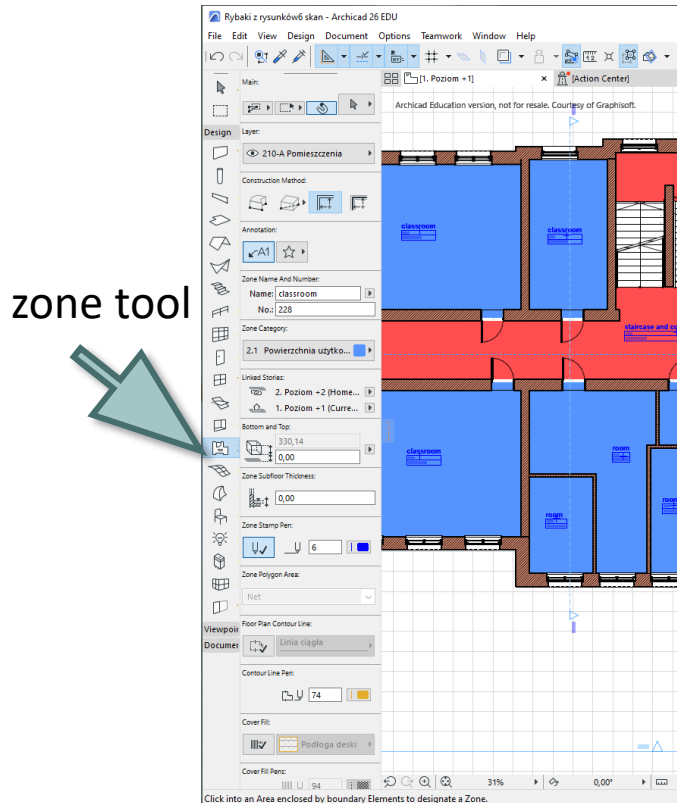 Rybaki z rysunków6 skan - Archicad 26 EDU
File Edit View Design Document Options Teamwork Window Help
Main:
[1. Poziom +1]
[Action Center]
Archicad Education version, not for resale. Courtesy of Graphisoft.
Design
Layer:
210-A Pomieszczenia
Construction Method:
Annotation:
A1
Zone Name And Number:
Name: classroom
No.: 228
Zone Category:
2.1 Powierzchnia użytko...
Linked Stories:
2. Poziom +2 (Home...
1. Poziom +1 (Curre...
Bottom and Top:
330,14
0,00
Zone Subfloor Thickness:
0,00
Zone Stamp Pen:
6
Zone Polygon Area:
Net
Viewpoi
Floor Plan Contour Line:
Documer
Linia ciągła
Contour Line Pen:
74
Cover Fill:
Podłoga deski
Cover Fill Pens:
94
zone tool
classroom
classroom
staircase and co
classroom
room
room
room
31%
0,00°
Click into an Area enclosed by boundary Elements to designate a Zone.